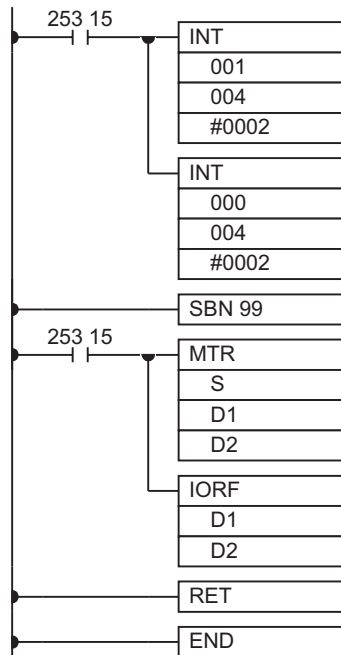 253 15
INT
001
004
#0002
INT
000
004
#0002
SBN 99
253 15
MTR
S
D1
D2
IORF
D1
D2
RET
END